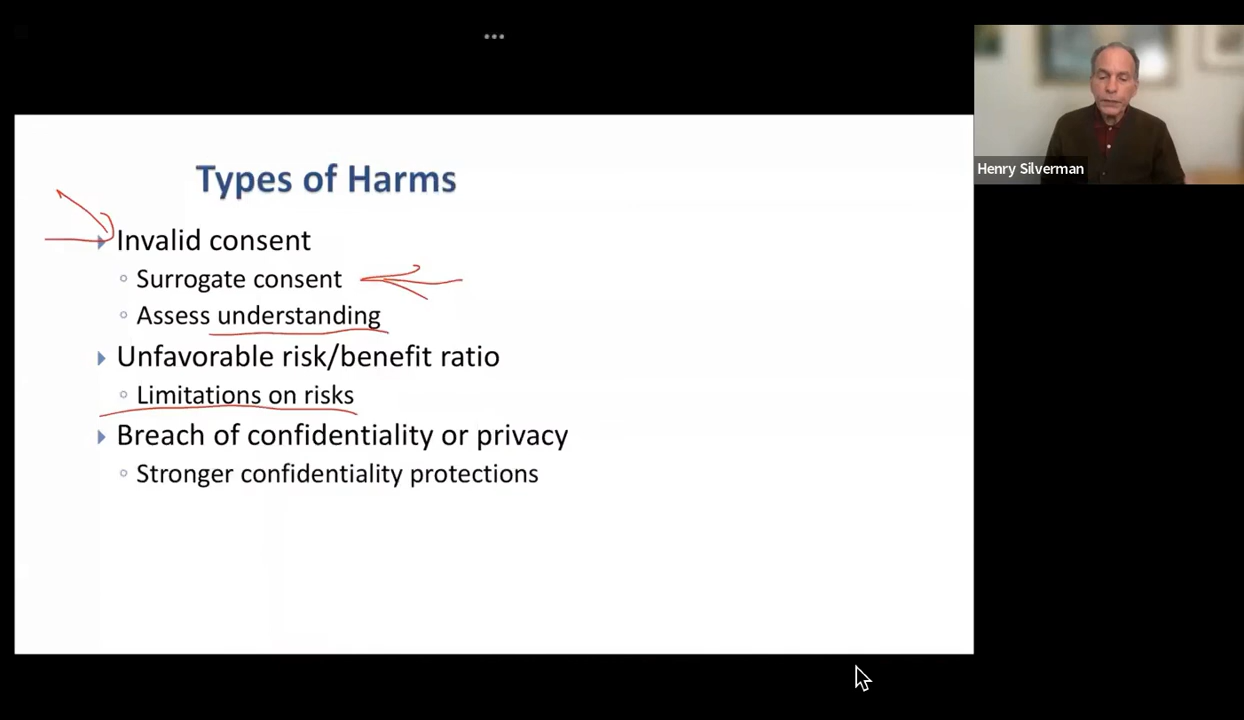 Types of Harms
Invalid consent
Surrogate consent
Assess understanding
Unfavorable risk/benefit ratio
Limitations on risks
Breach of confidentiality or privacy
Stronger confidentiality protections
Henry Silverman